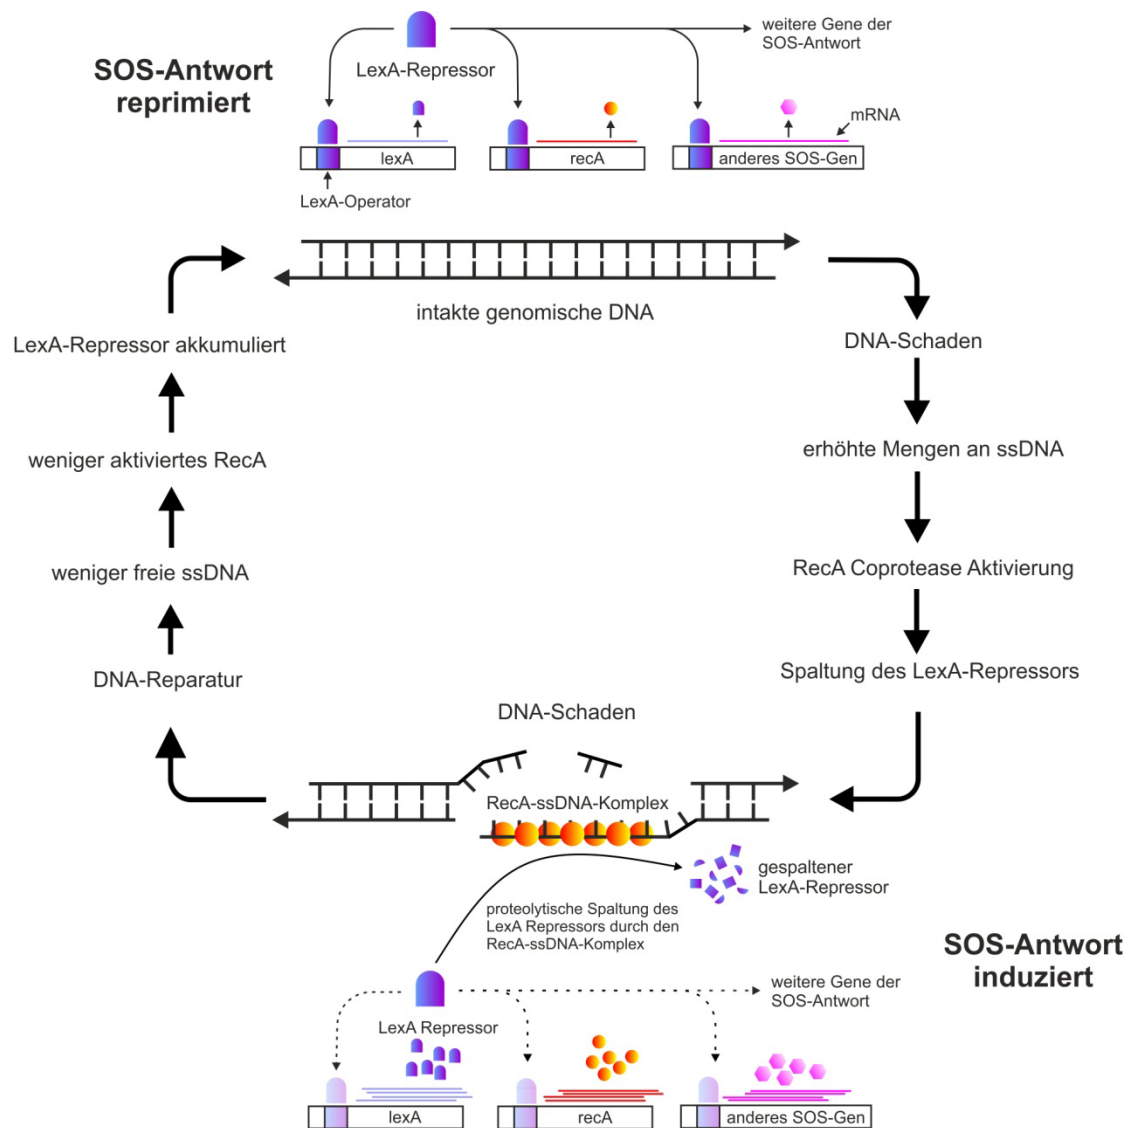 SOS-Antwort
reprimiert
LexA-Repressor
weitere Gene der
SOS-Antwort
mRNA
lexA
recA
anderes SOS-Gen
LexA-Operator
intakte genomische DNA
DNA-Schaden
erhöhte Mengen an ssDNA
RecA Coprotease Aktivierung
Spaltung des LexA-Repressors
LexA-Repressor akkumuliert
weniger aktiviertes RecA
weniger freie ssDNA
DNA-Reparatur
DNA-Schaden
RecA-ssDNA-Komplex
gespaltener
LexA-Repressor
proteolytische Spaltung des
LexA Repressors durch den
RecA-ssDNA-Komplex
SOS-Antwort
induziert
weitere Gene der
SOS-Antwort
LexA Repressor
lexA
recA
anderes SOS-Gen